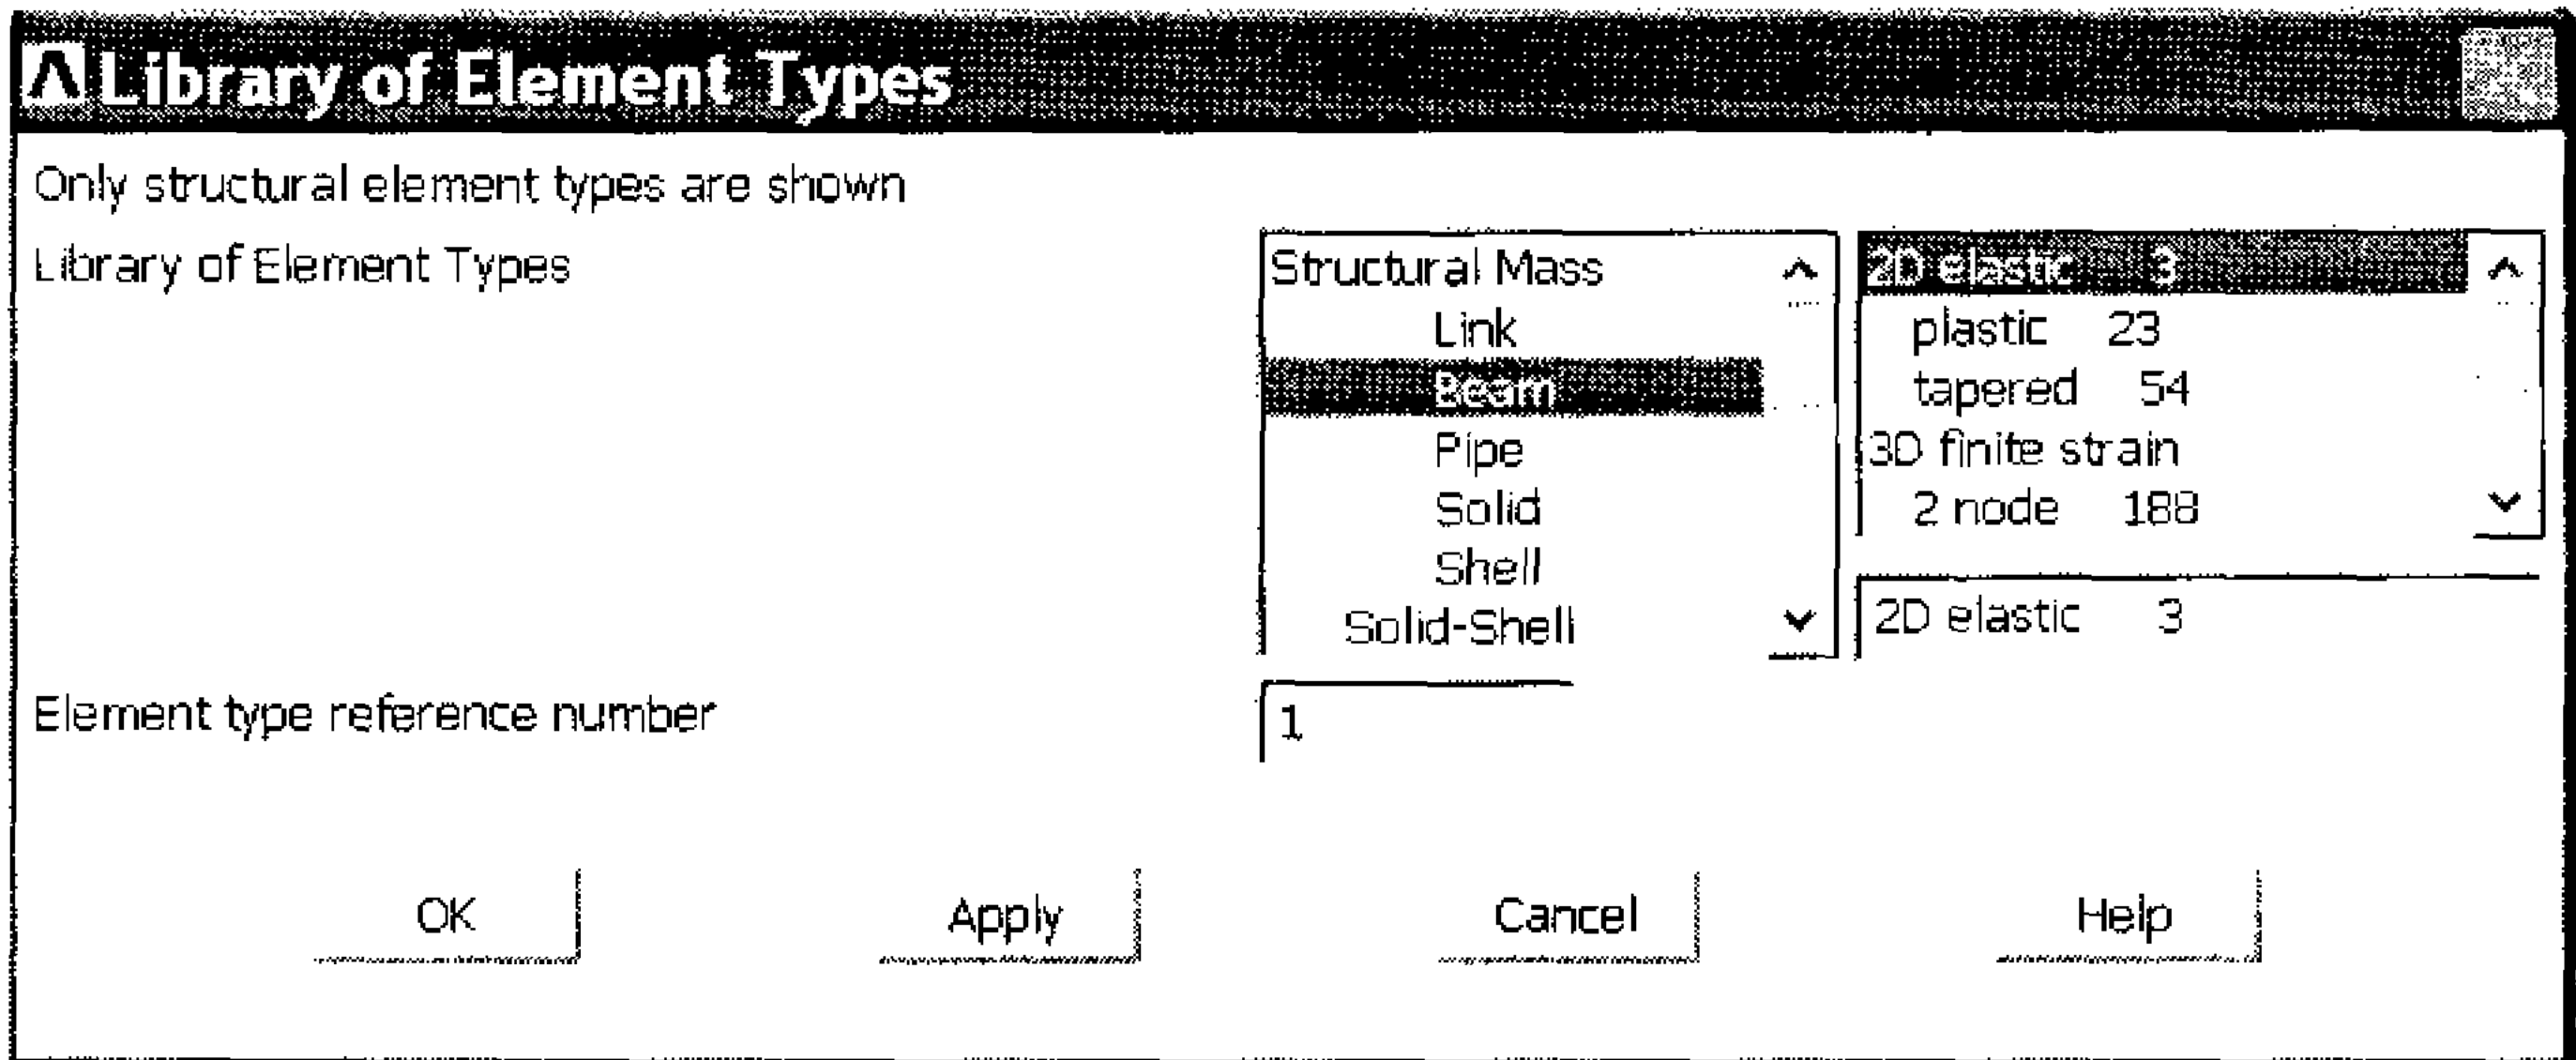 Library of Element Types
Only structural element types are shown
Library of Element Types
Structural Mass
Link
Beam
Pipe
Solid
Shell
Solid-Shell
2D elastic 3
plastic 23
tapered 54
3D finite strain
2 node 188
2D elastic 3
Element type reference number
1
OK
Apply
Cancel
Help